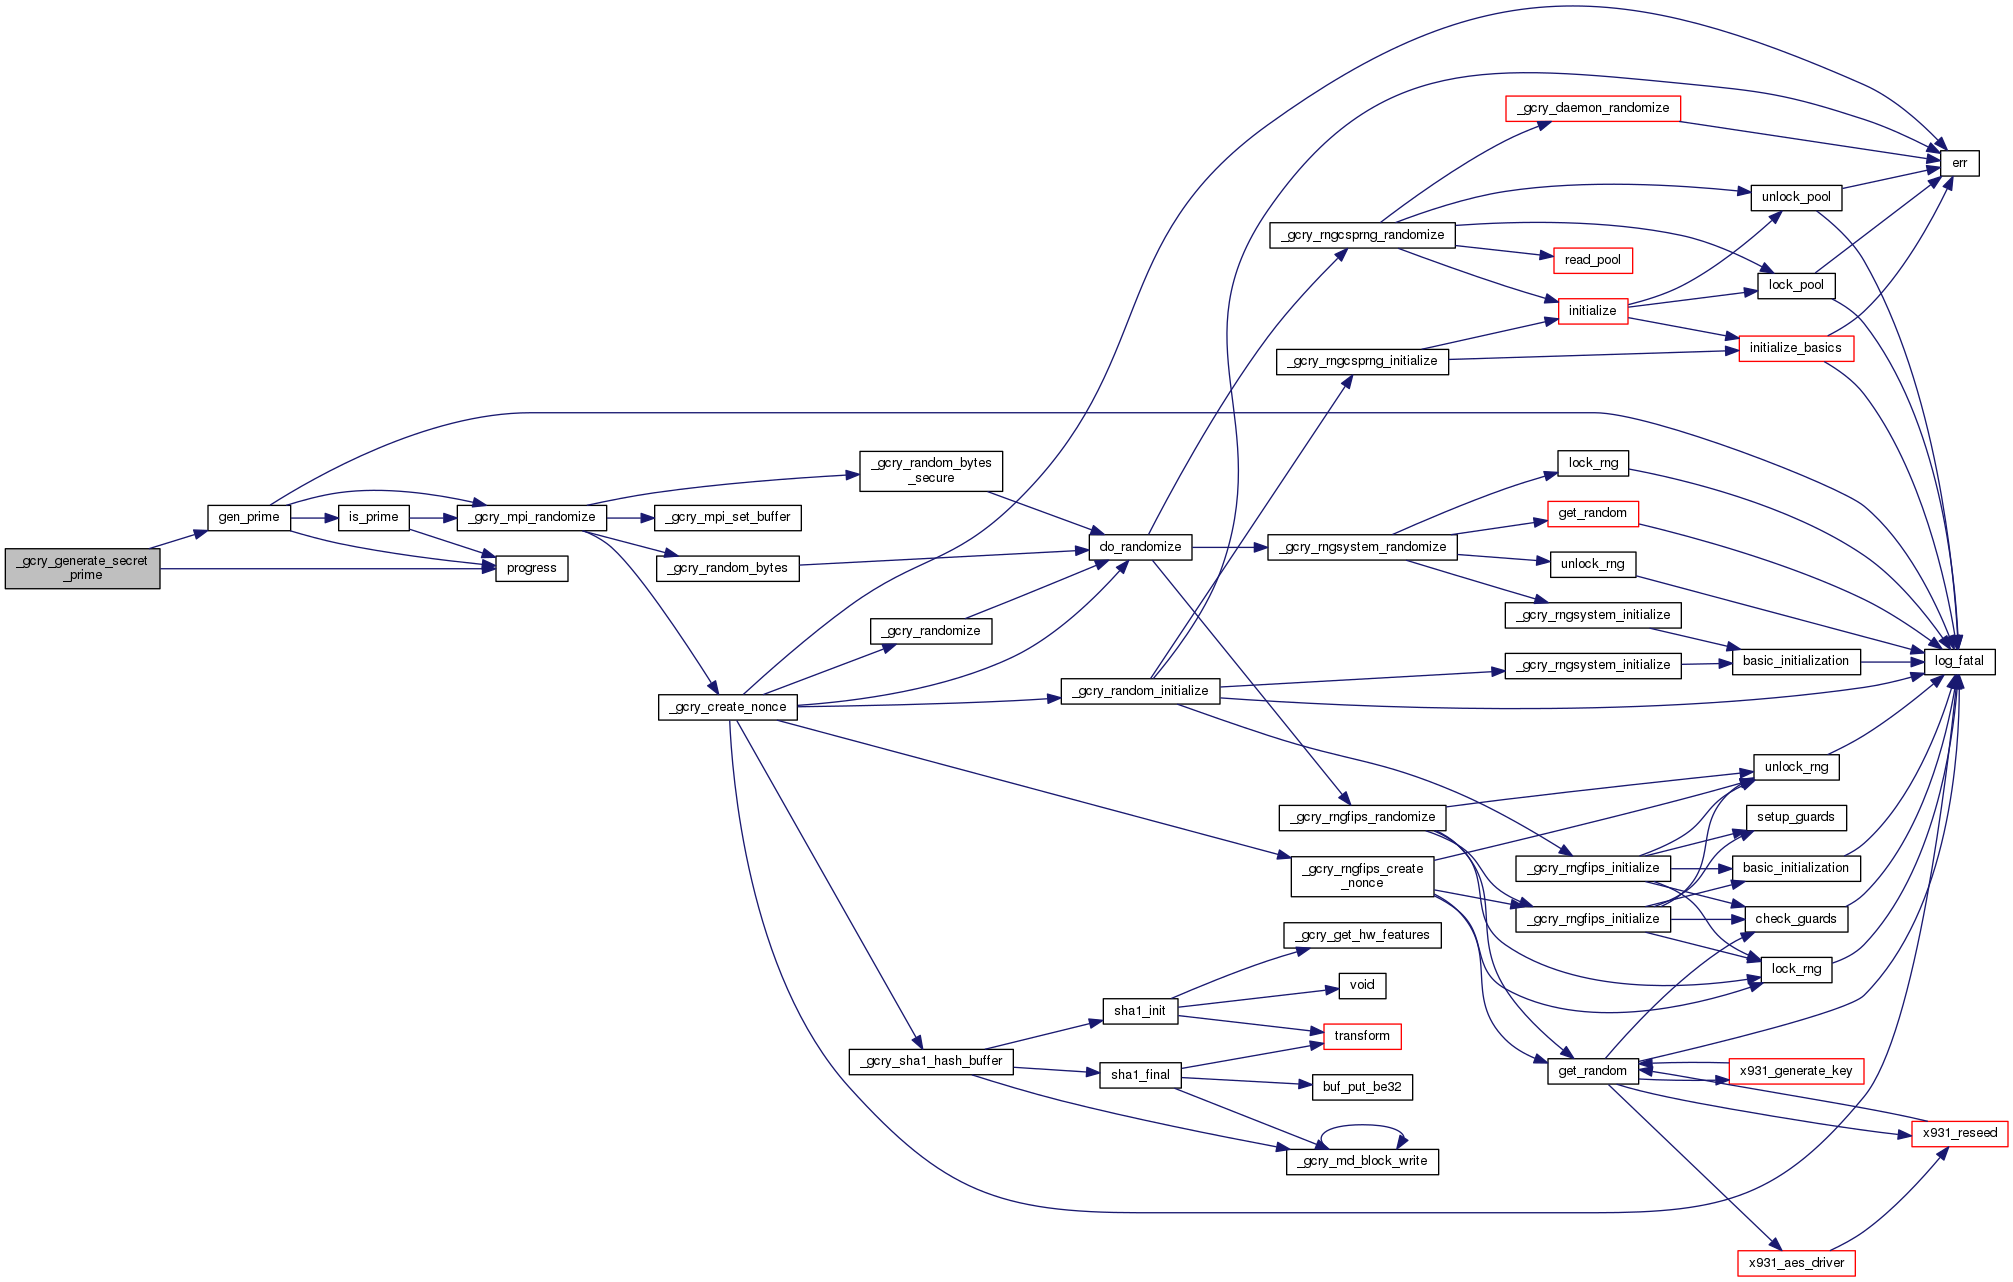 _gcry_generate_secret
_prime
gen_prime
is_prime
progress
_gcry_mpi_randomize
_gcry_random_bytes
_secure
_gcry_mpi_set_buffer
_gcry_random_bytes
_gcry_randomize
_gcry_create_nonce
_gcry_sha1_hash_buffer
do_randomize
_gcry_random_initialize
sha1_init
sha1_final
_gcry_rngcsprng_randomize
_gcry_rngcsprng_initialize
_gcry_rngsystem_randomize
_gcry_rngfips_randomize
_gcry_rngfips_create
_nonce
_gcry_get_hw_features
void
transform
buf_put_be32
_gcry_md_block_write
_gcry_daemon_randomize
read_pool
initialize
lock_rng
get_random
unlock_rng
_gcry_rngsystem_initialize
_gcry_rngsystem_initialize
_gcry_rngfips_initialize
_gcry_rngfips_initialize
get_random
unlock_pool
lock_pool
initialize_basics
basic_initialization
unlock_rng
setup_guards
basic_initialization
check_guards
lock_rng
x931_generate_key
x931_aes_driver
err
log_fatal
x931_reseed